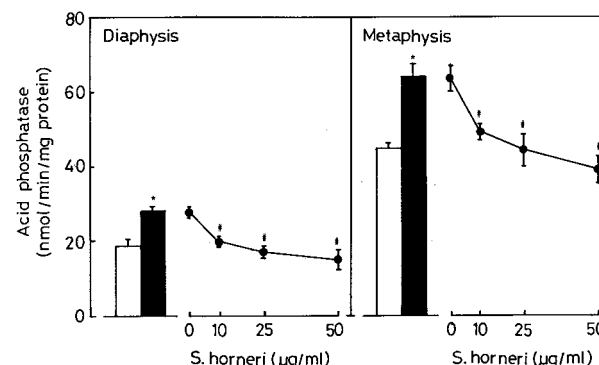 Diaphysis
Metaphysis
Acid phosphatase
(nmol/min/mg protein)
80
60
40
20
0
*
#
#
#
*
*
#
#
0 10 25 50
0 10 25 50
S. horneri (µg/ml)
S. horneri (µg/ml)